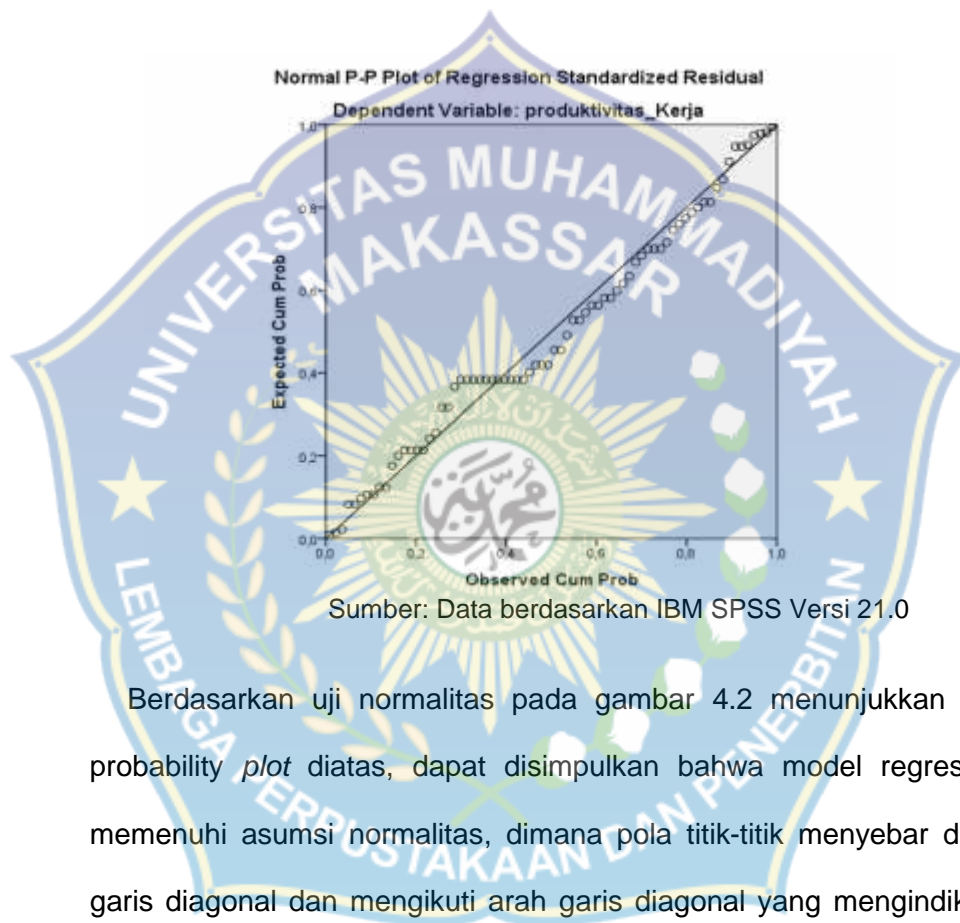 Normal P-P Plot of Regression Standardized Residual
Dependent Variable: produktivitas_Kerja
UNIVERSITAS MUHAMMADIYAH
MAKASSAR
Expected Cum Prob
1,0
0,8
0,6
0,4
0,2
0,0
0,0 0,2 0,4 0,6 0,8 1,0
Observed Cum Prob
Sumber: Data berdasarkan IBM SPSS Versi 21.0
LEMBAGA PERPUSTAKAAN DAN PENERBITAN
Berdasarkan uji normalitas pada gambar 4.2 menunjukkan
probability plot diatas, dapat disimpulkan bahwa model regres
memenuhi asumsi normalitas, dimana pola titik-titik menyebar d
garis diagonal dan mengikuti arah garis diagonal yang mengindik